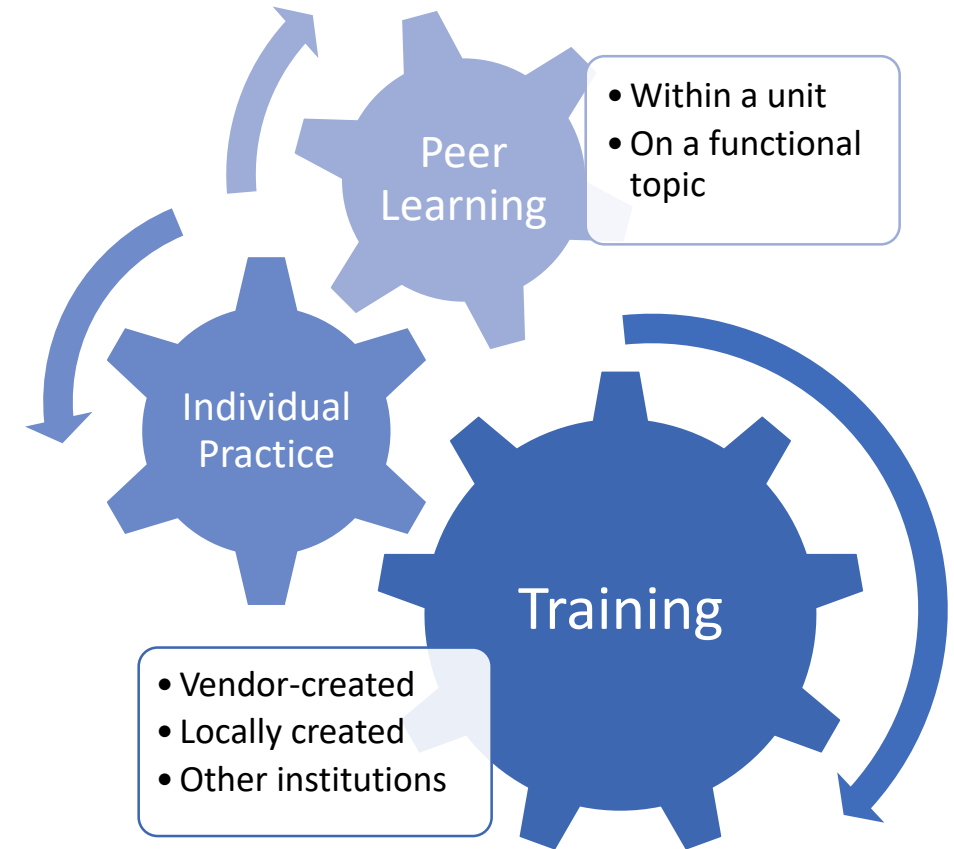 Peer
Learning
• Within a unit
• On a functional
topic
Individual
Practice
Training
• Vendor-created
• Locally created
• Other institutions